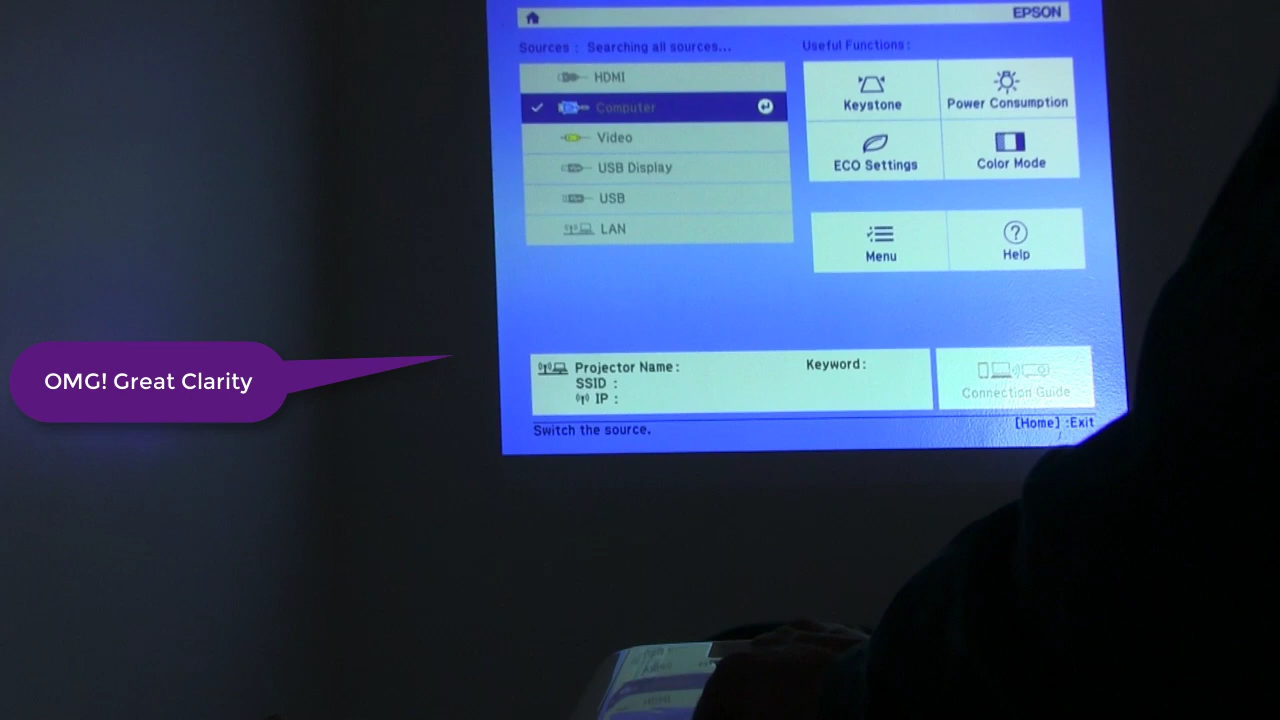 EPSON
Sources : Searching all sources...
HDMI
Computer
Video
USB Display
USB
LAN
Useful Functions:
Keystone
Power Consumption
ECO Settings
Color Mode
Menu
Help
Projector Name:
Keyword:
SSID :
IP :
Connection Guide
Switch the source.
[Home] :Exit
OMG! Great Clarity
HDMI